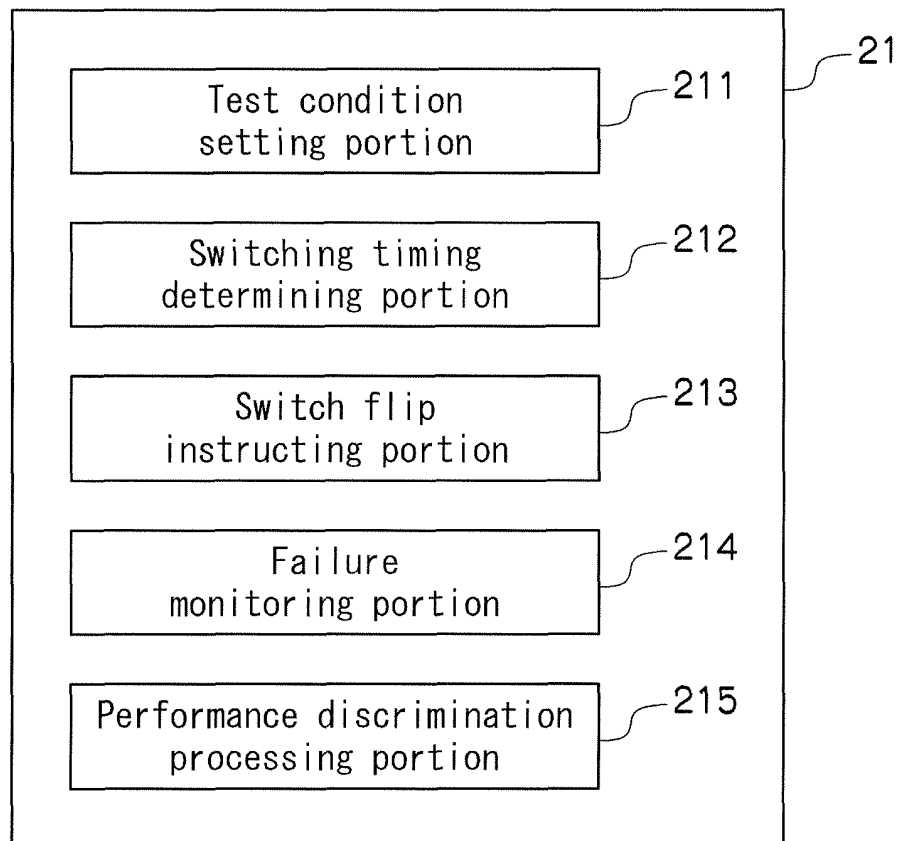 21
Test condition
setting portion
211
Switching timing
determining portion
212
Switch flip
instructing portion
213
Failure
monitoring portion
214
Performance discrimination
processing portion
215